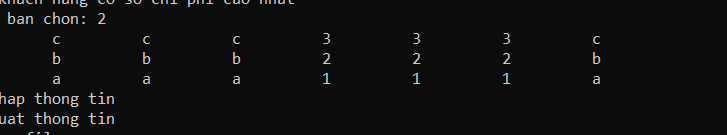 khach hang co so chi phi cao nhat
ban chon: 2
c c c 3 3 3 c
b b b 2 2 2 b
a a a 1 1 1 a
hap thong tin
uat thong tin